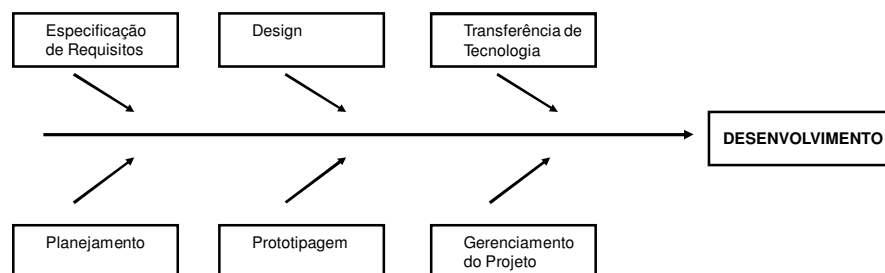 Especificação
de Requisitos
Design
Transferência de
Tecnologia
DESENVOLVIMENTO
Planejamento
Prototipagem
Gerenciamento
do Projeto